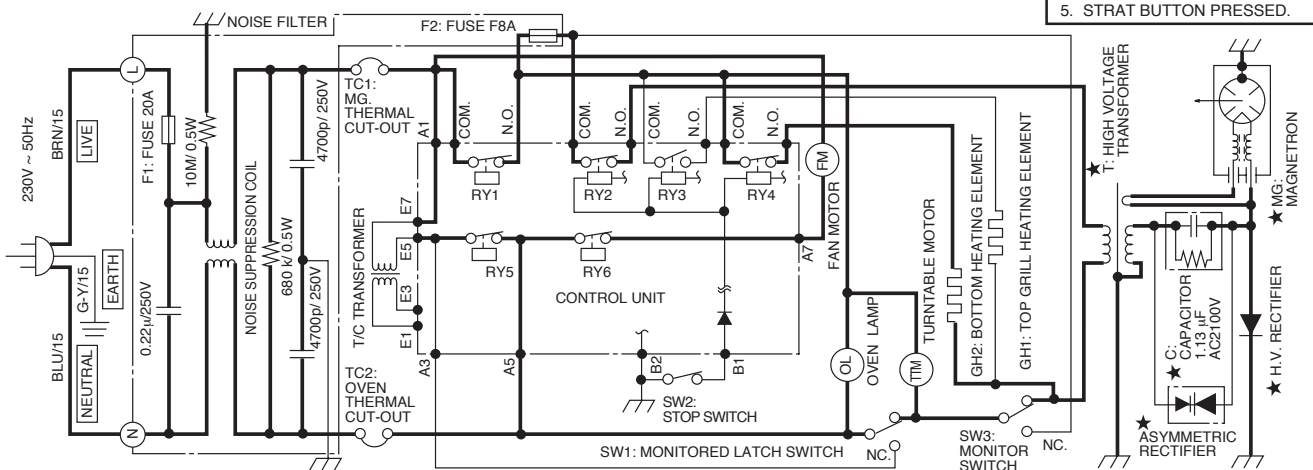 5. STRAT BUTTON PRESSED.
NOISE FILTER
F2: FUSE F8A
230V ~ 50Hz
BRN/15
LIVE
L
F1: FUSE 20A
10M/ 0.5W
G-Y/15
EARTH
BLU/15
NEUTRAL
N
0.22μ/250V
NOISE SUPPRESSION COIL
680 k/ 0.5W
4700p/ 250V
4700p/ 250V
TC1:
MG.
THERMAL
CUT-OUT
TC2:
OVEN
THERMAL
CUT-OUT
T/C TRANSFORMER
A1
E7
E5
E3
E1
A3
A5
COM.
N.O.
COM.
N.O.
COM.
N.O.
COM.
N.O.
RY1
RY2
RY3
RY4
RY5
RY6
CONTROL UNIT
A7
B2
B1
SW2:
STOP SWITCH
FM
FAN MOTOR
OL
OVEN LAMP
TTM
TURNTABLE MOTOR
GH2: BOTTOM HEATING ELEMENT
GH1: TOP GRILL HEATING ELEMENT
SW1: MONITORED LATCH SWITCH
NC.
SW3:
MONITOR
SWITCH
NC.
★ T: HIGH VOLTAGE
TRANSFORMER
★ MG:
MAGNETRON
★ C:
CAPACITOR
1.13 μF
AC2100V
★ H.V. RECTIFIER
★
ASYMMETRIC
RECTIFIER